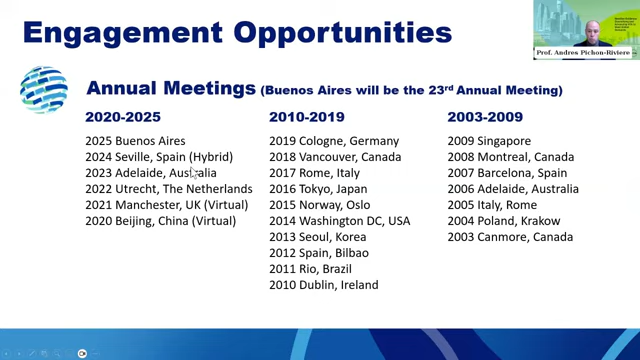 Engagement Opportunities
Prof. Andres Pichon-Riviere
Annual Meetings (Buenos Aires will be the 23rd Annual Meeting)
2020-2025
2025 Buenos Aires
2024 Seville, Spain (Hybrid)
2023 Adelaide, Australia
2022 Utrecht, The Netherlands
2021 Manchester, UK (Virtual)
2020 Beijing, China (Virtual)
2010-2019
2019 Cologne, Germany
2018 Vancouver, Canada
2017 Rome, Italy
2016 Tokyo, Japan
2015 Norway, Oslo
2014 Washington DC, USA
2013 Seoul, Korea
2012 Spain, Bilbao
2011 Rio, Brazil
2010 Dublin, Ireland
2003-2009
2009 Singapore
2008 Montreal, Canada
2007 Barcelona, Spain
2006 Adelaide, Australia
2005 Italy, Rome
2004 Poland, Krakow
2003 Canmore, Canada